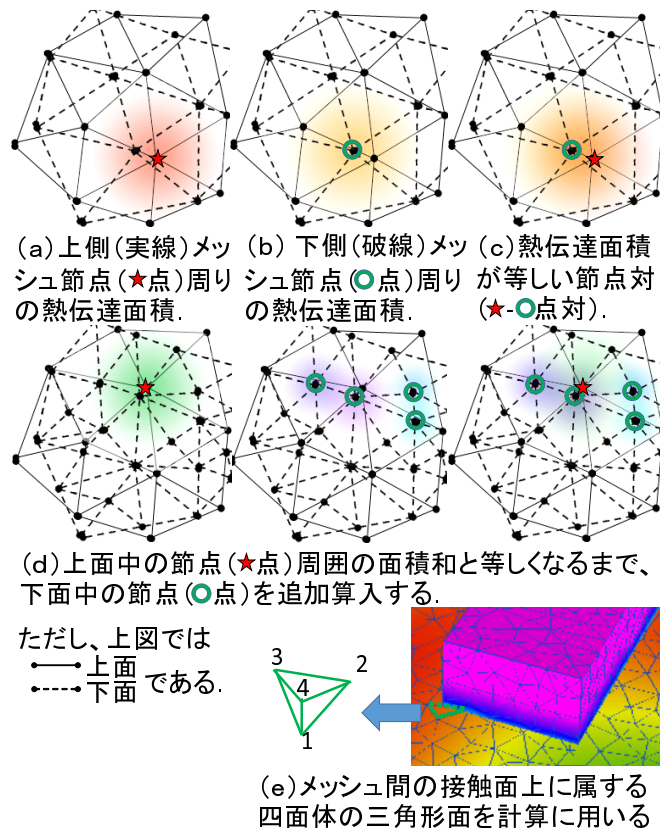 (a)上側(実線)メッ
シュ節点(★点)周り
の熱伝達面積.
(b) 下側(破線)メッ
シュ節点(○点)周り
の熱伝達面積.
(c)熱伝達面積
が等しい節点対
(★-○点対).
(d)上面中の節点(★点)周囲の面積和と等しくなるまで、
下面中の節点(○点)を追加算入する.
ただし、上図では
上面
下面
である.
3
2
4
1
(e)メッシュ間の接触面上に属する
四面体の三角形面を計算に用いる